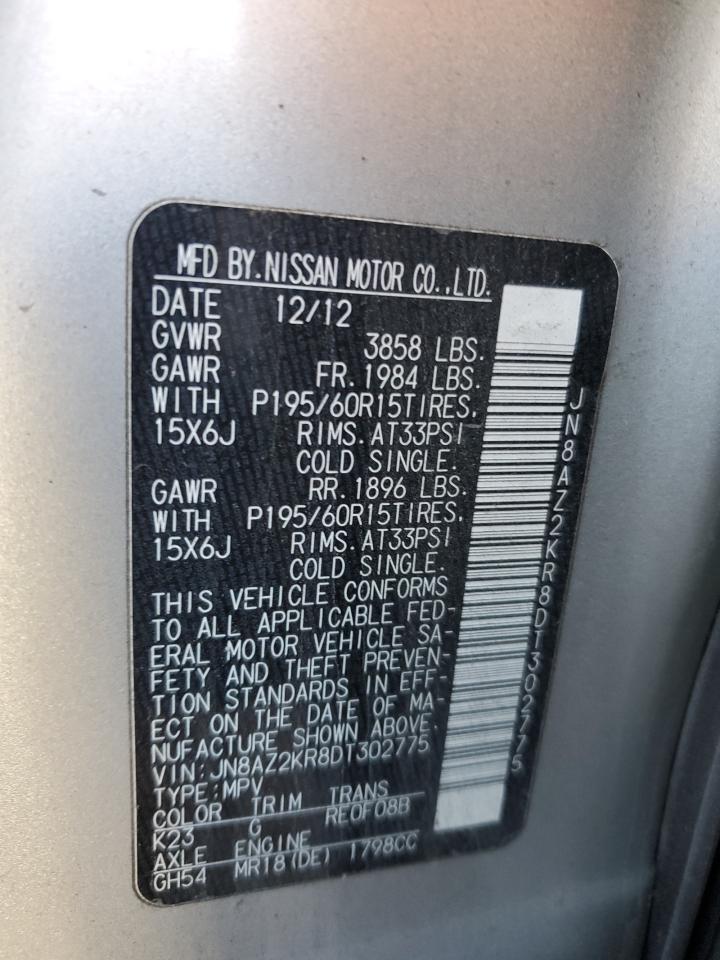 MFD BY.NISSAN MOTOR CO.,LTD.
DATE 12/12
GVWR 3858 LBS.
GAWR FR.1984 LBS.
WITH P195/60R15TIRES.
15X6J RIMS.AT33PSI
COLD SINGLE.
GAWR RR.1896 LBS.
WITH P195/60R15TIRES.
15X6J RIMS.AT33PSI
COLD SINGLE.
THIS VEHICLE CONFORMS
TO ALL APPLICABLE FED-
ERAL MOTOR VEHICLE SA-
FETY AND THEFT PREVEN-
TION STANDARDS IN EFF-
ECT ON THE DATE OF MA-
NUFACTURE SHOWN ABOVE.
VIN:JN8AZ2KR8DT302775
TYPE:MPV
COLOR TRIM TRANS
K23 G RE0F08B
AXLE ENGINE
GH54 MR18(DE) 1798CC
JN8AZ2KR8DT302775